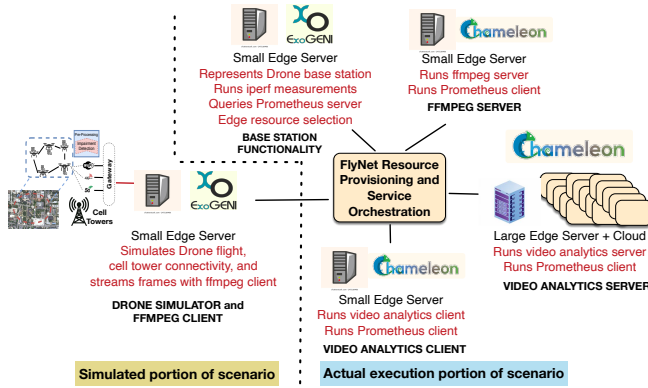 ExoGENI
Small Edge Server
Represents Drone base station
Runs iperf measurements
Queries Prometheus server
Edge resource selection
BASE STATION
FUNCTIONALITY
Chameleon
Small Edge Server
Runs ffmpeg server
Runs Prometheus client
FFMPEG SERVER
Pre-Processing
Impairment
Detection
Gateway
Cell
Towers
ExoGENI
Small Edge Server
Simulates Drone flight,
cell tower connectivity, and
streams frames with ffmpeg client
DRONE SIMULATOR and
FFMPEG CLIENT
FlyNet Resource
Provisioning and
Service
Orchestration
Chameleon
Large Edge Server + Cloud
Runs video analytics server
Runs Prometheus client
VIDEO ANALYTICS SERVER
Chameleon
Small Edge Server
Runs video analytics client
Runs Prometheus client
VIDEO ANALYTICS CLIENT
Simulated portion of scenario
Actual execution portion of scenario